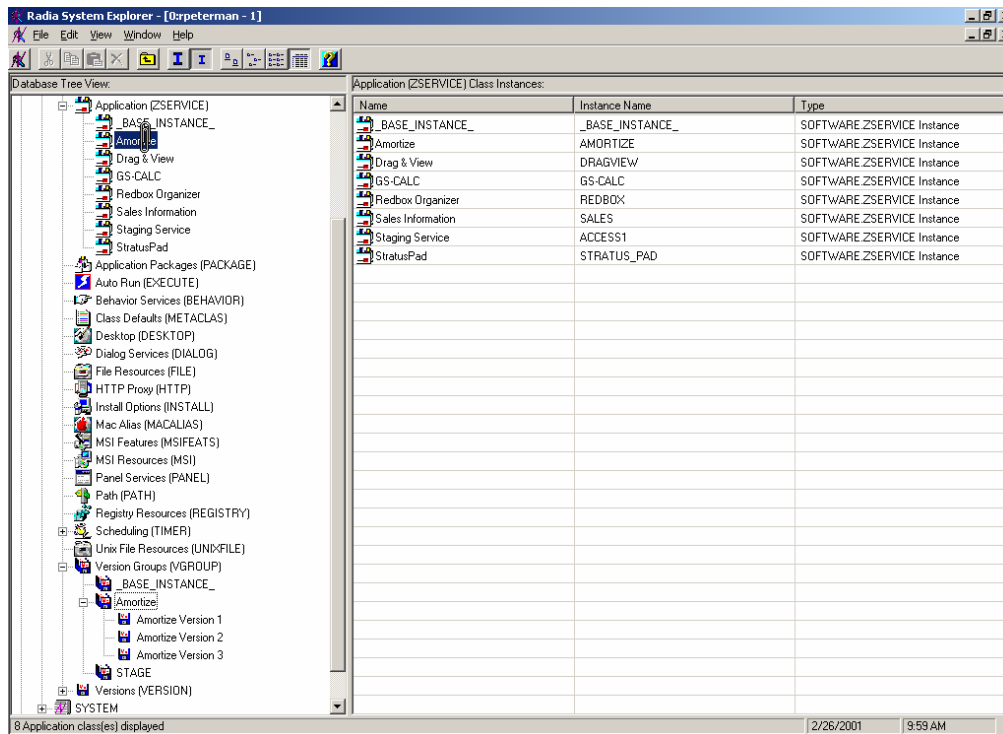 Radia System Explorer - [0:rpeterman - 1]
File Edit View Window Help
Database Tree View:
Application (ZSERVICE) Class Instances:
Application (ZSERVICE)
_BASE_INSTANCE_
Amortize
Drag & View
GS-CALC
Redbox Organizer
Sales Information
Staging Service
StratusPad
Application Packages (PACKAGE)
Auto Run (EXECUTE)
Behavior Services (BEHAVIOR)
Class Defaults (METACLAS)
Desktop (DESKTOP)
Dialog Services (DIALOG)
File Resources (FILE)
HTTP Proxy (HTTP)
Install Options (INSTALL)
Mac Alias (MACALIAS)
MSI Features (MSIFEATS)
MSI Resources (MSI)
Panel Services (PANEL)
Path (PATH)
Registry Resources (REGISTRY)
Scheduling (TIMER)
Unix File Resources (UNIXFILE)
Version Groups (VGROUP)
_BASE_INSTANCE_
Amortize
Amortize Version 1
Amortize Version 2
Amortize Version 3
STAGE
Versions (VERSION)
SYSTEM
Name Instance Name Type
_BASE_INSTANCE_ _BASE_INSTANCE_ SOFTWARE.ZSERVICE Instance
Amortize AMORTIZE SOFTWARE.ZSERVICE Instance
Drag & View DRAGVIEW SOFTWARE.ZSERVICE Instance
GS-CALC GS-CALC SOFTWARE.ZSERVICE Instance
Redbox Organizer REDBOX SOFTWARE.ZSERVICE Instance
Sales Information SALES SOFTWARE.ZSERVICE Instance
Staging Service ACCESS1 SOFTWARE.ZSERVICE Instance
StratusPad STRATUS_PAD SOFTWARE.ZSERVICE Instance
8 Application class(es) displayed 2/26/2001 9:59 AM